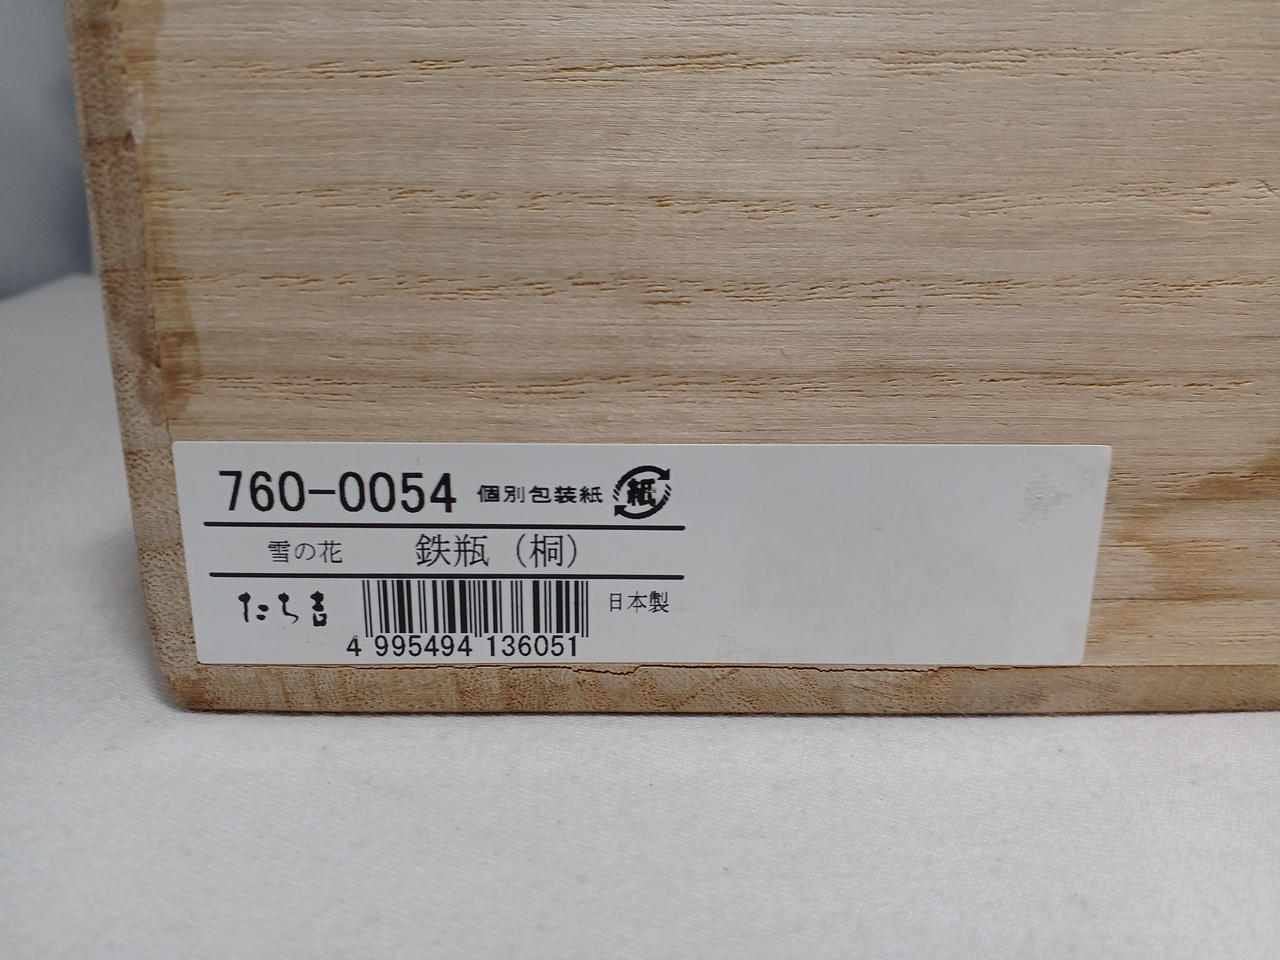 760-0054 個別包装紙 紙
雪の花 鉄瓶（桐）
たち吉 日本製
4 995494 136051